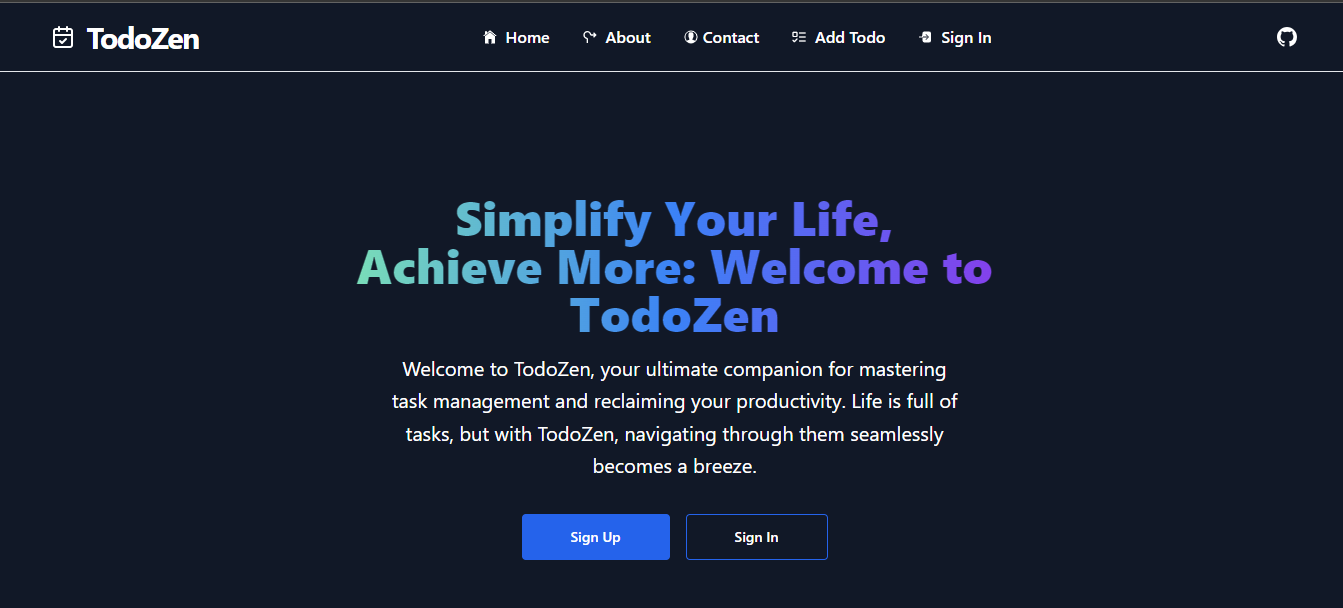 TodoZen
Home About Contact Add Todo Sign In
Simplify Your Life,
Achieve More: Welcome to
TodoZen
Welcome to TodoZen, your ultimate companion for mastering
task management and reclaiming your productivity. Life is full of
tasks, but with TodoZen, navigating through them seamlessly
becomes a breeze.
Sign Up Sign In